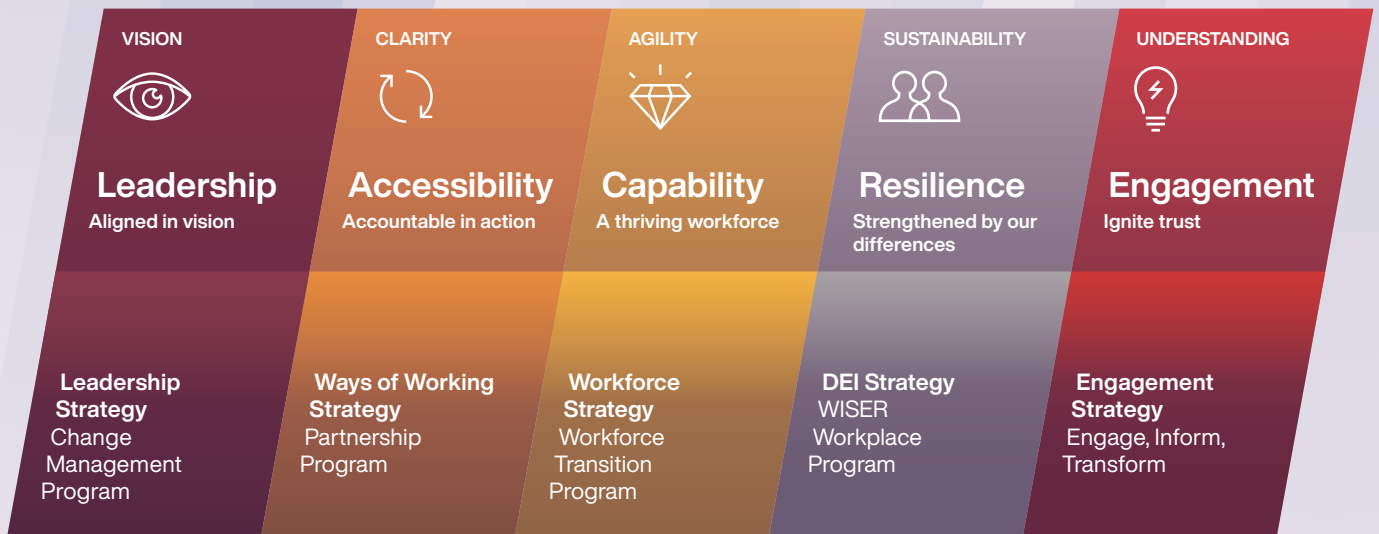 VISION
Leadership
Aligned in vision
Leadership
Strategy
Change
Management
Program
CLARITY
Accessibility
Accountable in action
Ways of Working
Strategy
Partnership
Program
AGILITY
Capability
A thriving workforce
Workforce
Strategy
Workforce
Transition
Program
SUSTAINABILITY
Resilience
Strengthened by our
differences
DEI Strategy
WISER
Workplace
Program
UNDERSTANDING
Engagement
Ignite trust
Engagement
Strategy
Engage, Inform,
Transform